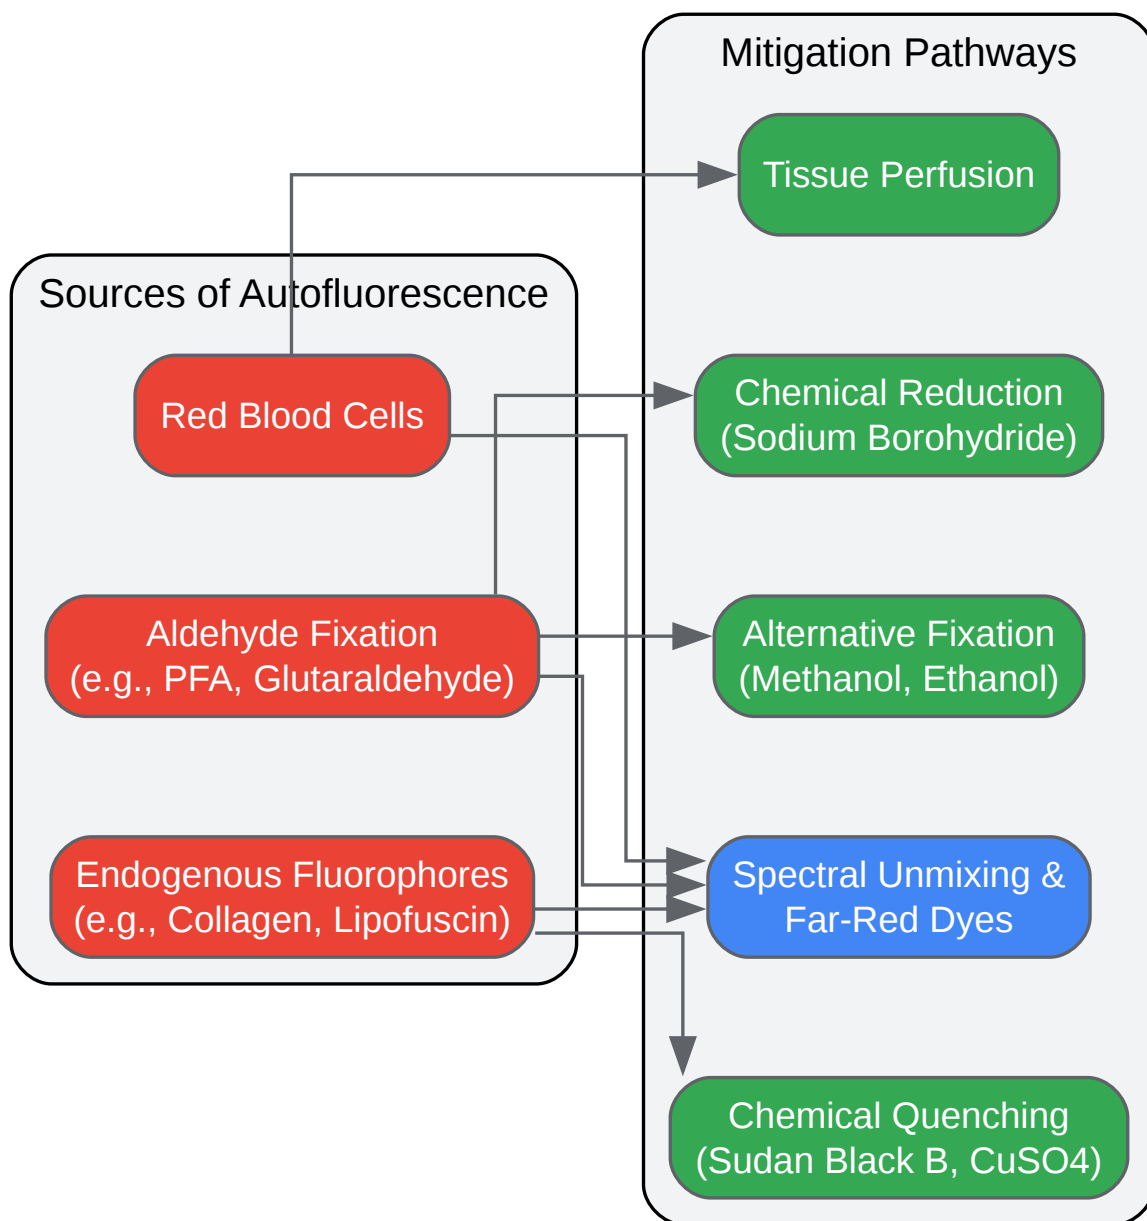 Mitigation Pathways
Tissue Perfusion
Sources of Autofluorescence
Red Blood Cells
Chemical Reduction
(Sodium Borohydride)
Aldehyde Fixation
(e.g., PFA, Glutaraldehyde)
Alternative Fixation
(Methanol, Ethanol)
Endogenous Fluorophores
(e.g., Collagen, Lipofuscin)
Spectral Unmixing &
Far-Red Dyes
Chemical Quenching
(Sudan Black B, CuSO4)